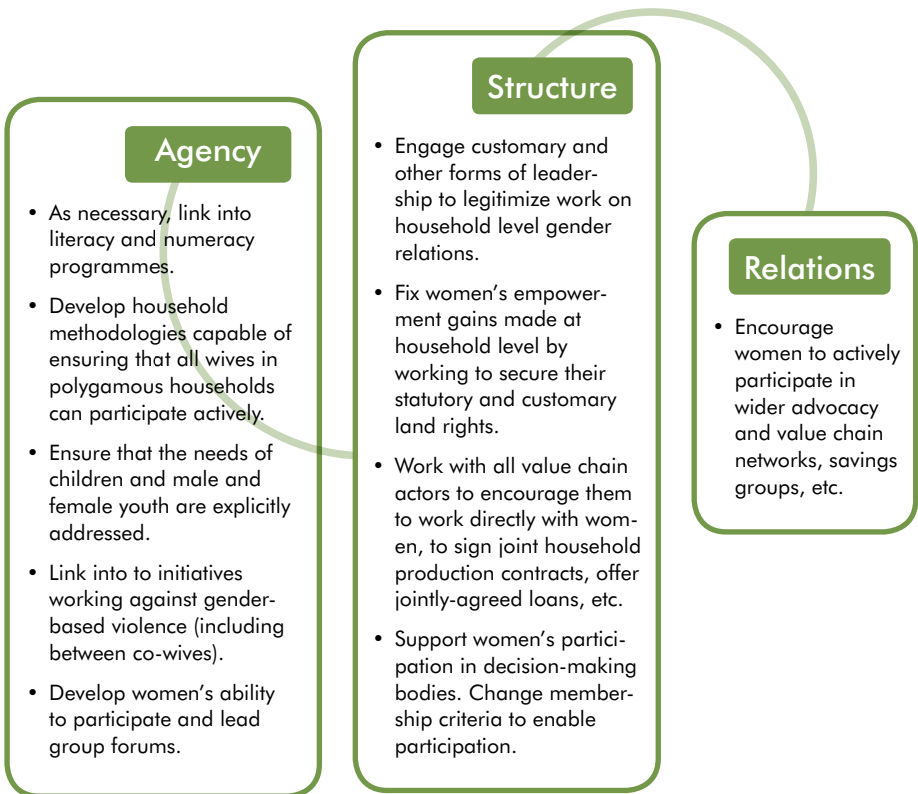 Agency
• As necessary, link into
literacy and numeracy
programmes.
• Develop household
methodologies capable of
ensuring that all wives in
polygamous households
can participate actively.
• Ensure that the needs of
children and male and
female youth are explicitly
addressed.
• Link into to initiatives
working against gender-
based violence (including
between co-wives).
• Develop women's ability
to participate and lead
group forums.
Structure
• Engage customary and
other forms of leader-
ship to legitimize work on
household level gender
relations.
• Fix women's empower-
ment gains made at
household level by
working to secure their
statutory and customary
land rights.
• Work with all value chain
actors to encourage them
to work directly with wom-
en, to sign joint household
production contracts, offer
jointly-agreed loans, etc.
• Support women's partici-
pation in decision-making
bodies. Change member-
ship criteria to enable
participation.
Relations
• Encourage
women to actively
participate in
wider advocacy
and value chain
networks, savings
groups, etc.